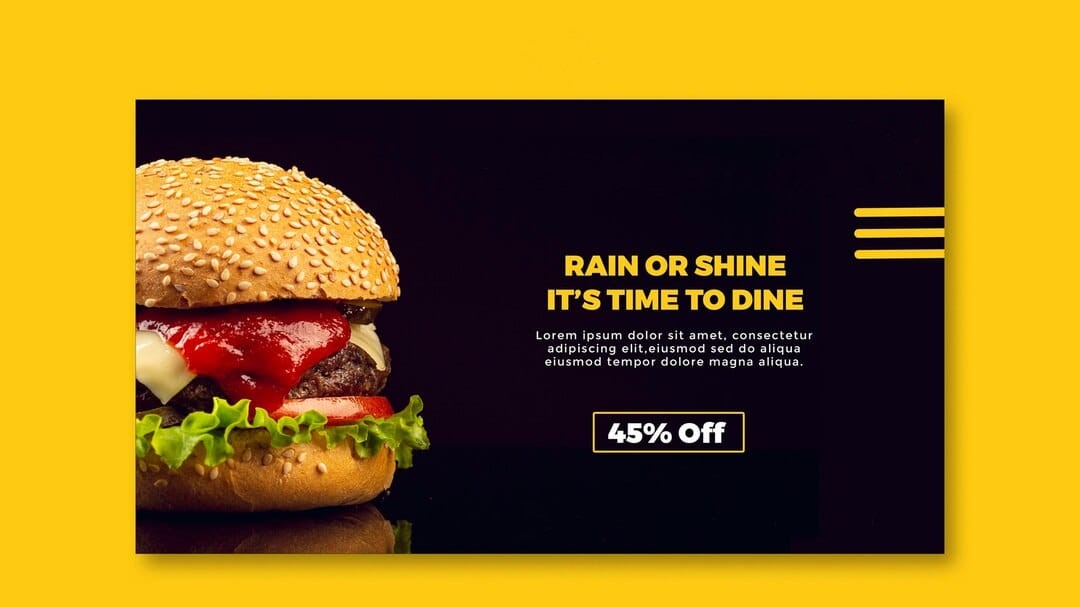 RAIN OR SHINE
IT’S TIME TO DINE
Lorem ipsum dolor sit amet, consectetur
adipiscing elit,eiusmod sed do aliqua
eiusmod tempor dolore magna aliqua.
45% Off